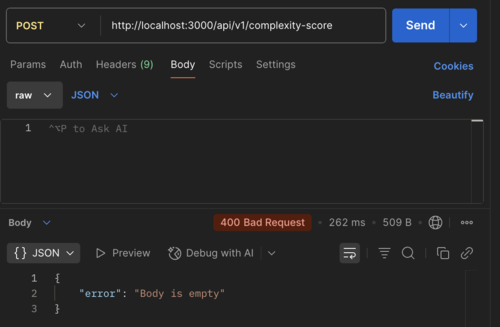 POST http://localhost:3000/api/v1/complexity-score Send
Params Auth Headers (9) Body Scripts Settings Cookies
raw JSON Beautify
1 ^⌥P to Ask AI
Body 400 Bad Request • 262 ms • 509 B
{} JSON Preview Debug with AI
1 {
2 "error": "Body is empty"
3 }